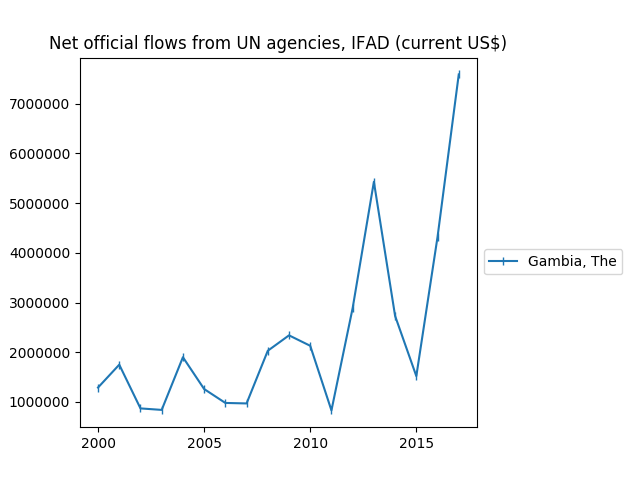 Net official flows from UN agencies, IFAD (current US$)
7000000
6000000
5000000
4000000
3000000
2000000
1000000
2000 2005 2010 2015
Gambia, The